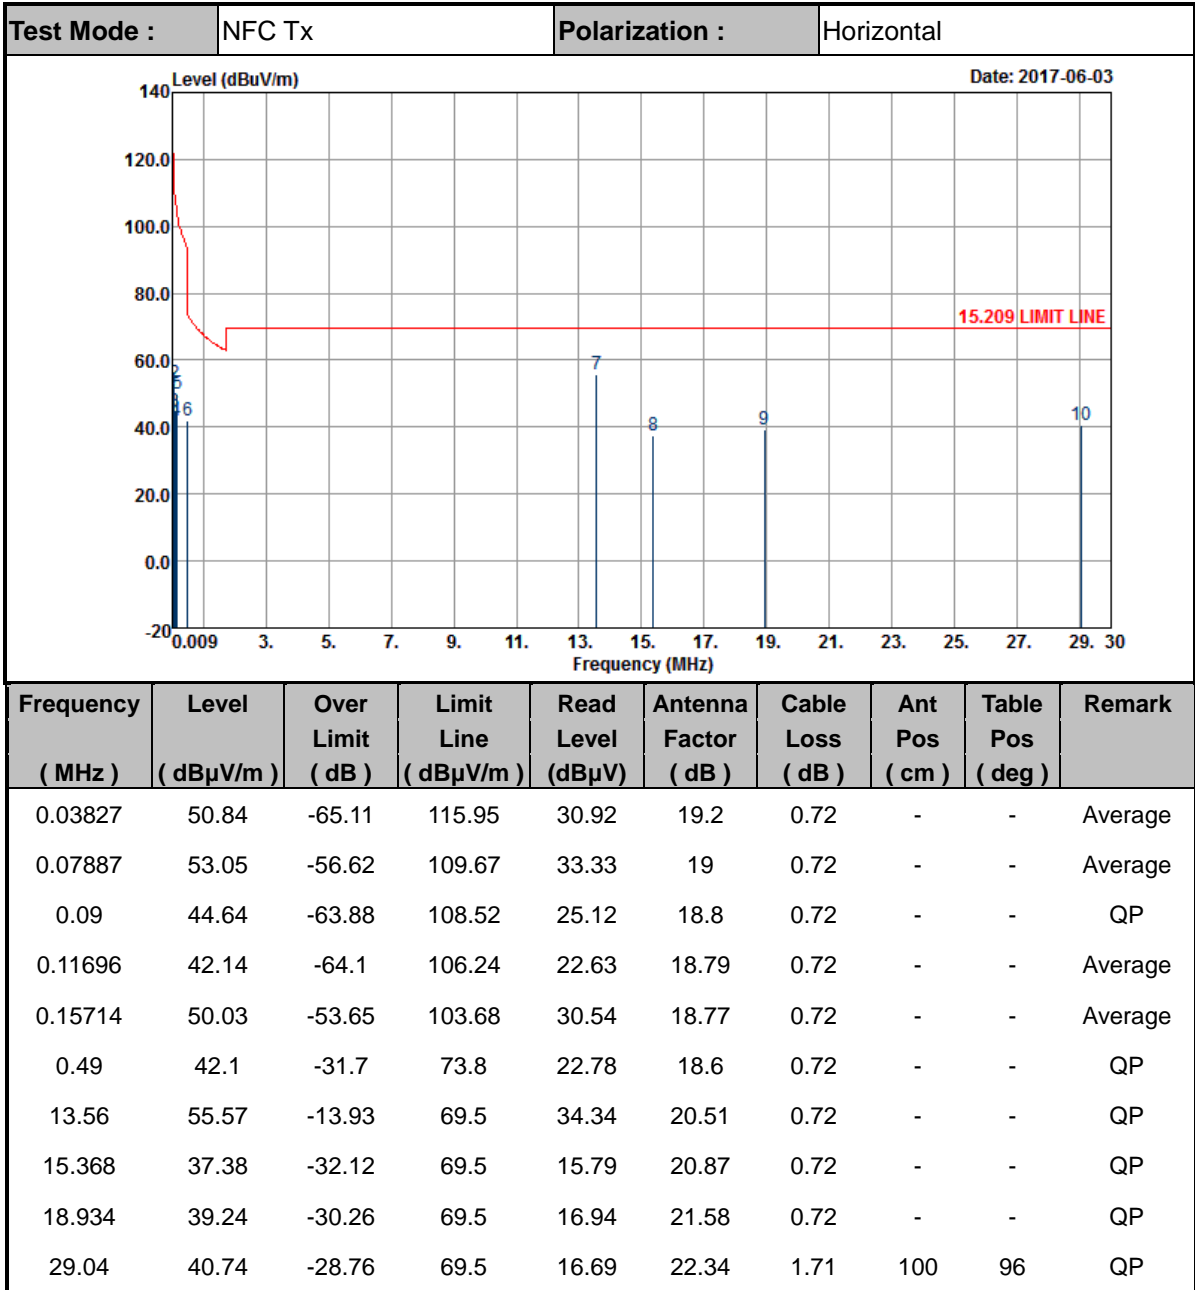 Test Mode : NFC Tx Polarization : Horizontal
Level (dBuV/m) Date: 2017-06-03
140
120.0
100.0
80.0
15.209 LIMIT LINE
60.0
2
5
6
7
8
9
10
40.0
20.0
0.0
-20
0.009 3. 5. 7. 9. 11. 13. 15. 17. 19. 21. 23. 25. 27. 29. 30
Frequency (MHz)
Frequency Level Over Limit Read Antenna Cable Ant Table Remark
Limit Line Level Factor Loss Pos Pos
( MHz ) ( dBµV/m ) ( dB ) ( dBµV/m ) (dBµV) ( dB ) ( dB ) ( cm ) ( deg )
0.03827 50.84 -65.11 115.95 30.92 19.2 0.72 - - Average
0.07887 53.05 -56.62 109.67 33.33 19 0.72 - - Average
0.09 44.64 -63.88 108.52 25.12 18.8 0.72 - - QP
0.11696 42.14 -64.1 106.24 22.63 18.79 0.72 - - Average
0.15714 50.03 -53.65 103.68 30.54 18.77 0.72 - - Average
0.49 42.1 -31.7 73.8 22.78 18.6 0.72 - - QP
13.56 55.57 -13.93 69.5 34.34 20.51 0.72 - - QP
15.368 37.38 -32.12 69.5 15.79 20.87 0.72 - - QP
18.934 39.24 -30.26 69.5 16.94 21.58 0.72 - - QP
29.04 40.74 -28.76 69.5 16.69 22.34 1.71 100 96 QP